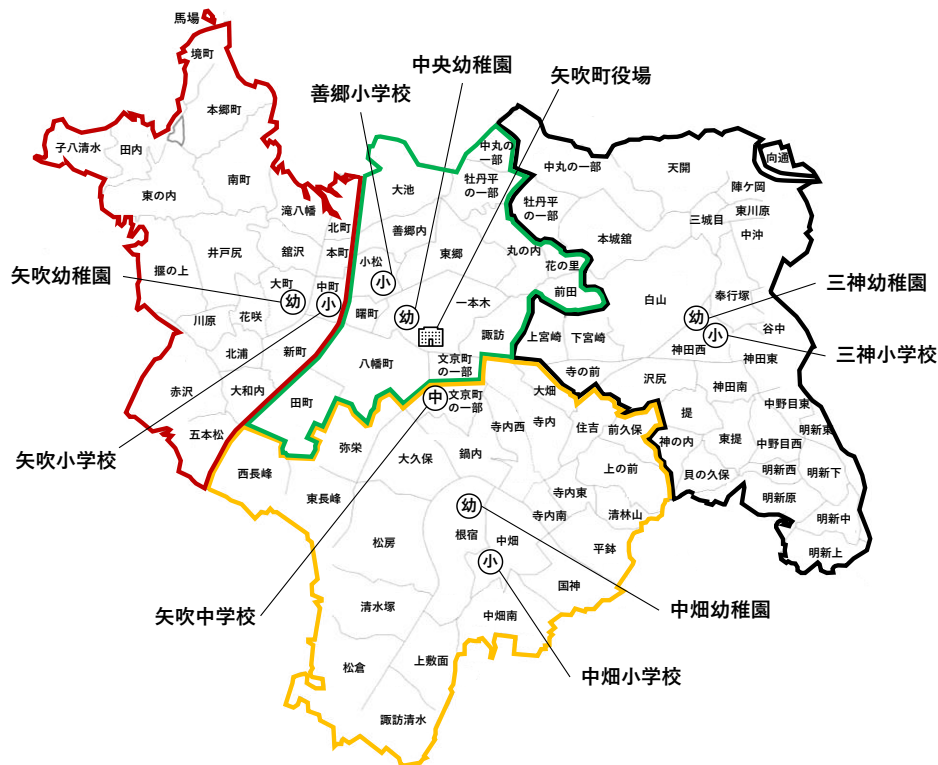 馬場
境町
本郷町
子八清水
田内
東の内
南町
滝八幡
北町
井戸尻
舘沢
本町
堰の上
大町
中町
幼
小
川原
花咲
北浦
新町
赤沢
大和内
五本松
矢吹幼稚園
矢吹小学校
善郷小学校
中央幼稚園
矢吹町役場
中丸の
一部
大池
牡丹平
の一部
善郷内
小松
東郷
小
丸の内
花の里
前田
曙町
幼
一本木
諏訪
八幡町
文京町
の一部
田町
中丸の一部
天開
向通
陣ケ岡
牡丹平
の一部
三城目
東川原
中沖
本城舘
白山
奉行塚
幼
小
谷中
上宮崎
下宮崎
神田西
神田東
寺の前
沢尻
神田南
中野目東
提
神の内
東提
明新東
中野目西
貝の久保
明新西
明新下
明新原
明新中
明新上
三神幼稚園
三神小学校
中
文京町
の一部
大畑
弥栄
寺内西
寺内
住吉
前久保
西長峰
大久保
鍋内
上の前
東長峰
寺内東
幼
寺内南
清林山
松房
根宿
中畑
平鉢
小
国神
清水塚
中畑南
松倉
上敷面
諏訪清水
矢吹中学校
中畑幼稚園
中畑小学校